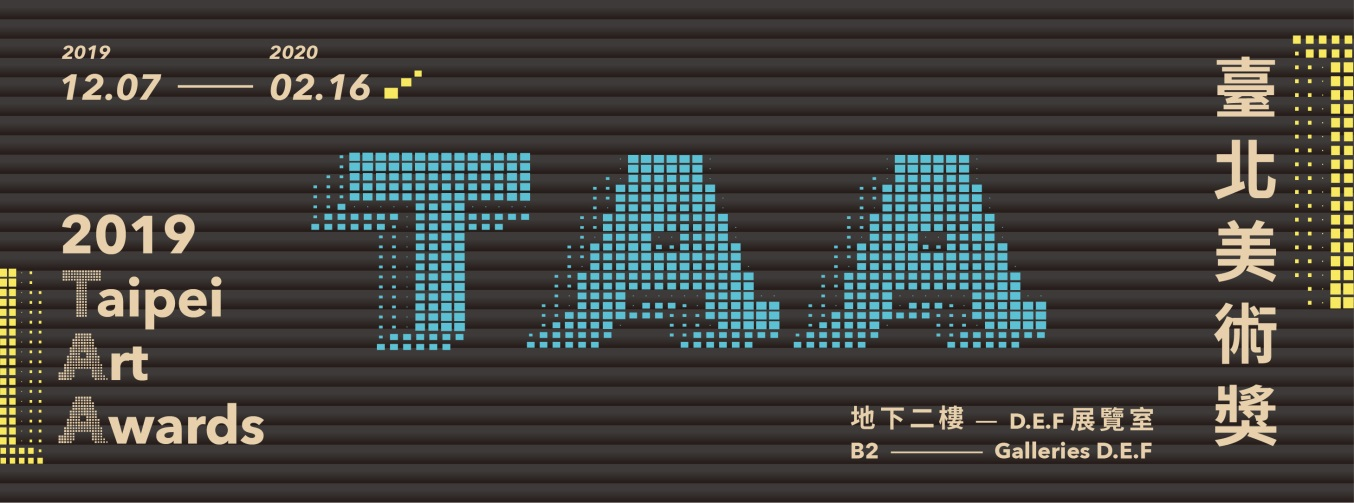 2019 2020
12.07 — 02.16
TAA
2019
Taipei
Art
Awards
臺北美術獎
地下二樓 — D.E.F 展覽室
B2 — Galleries D.E.F